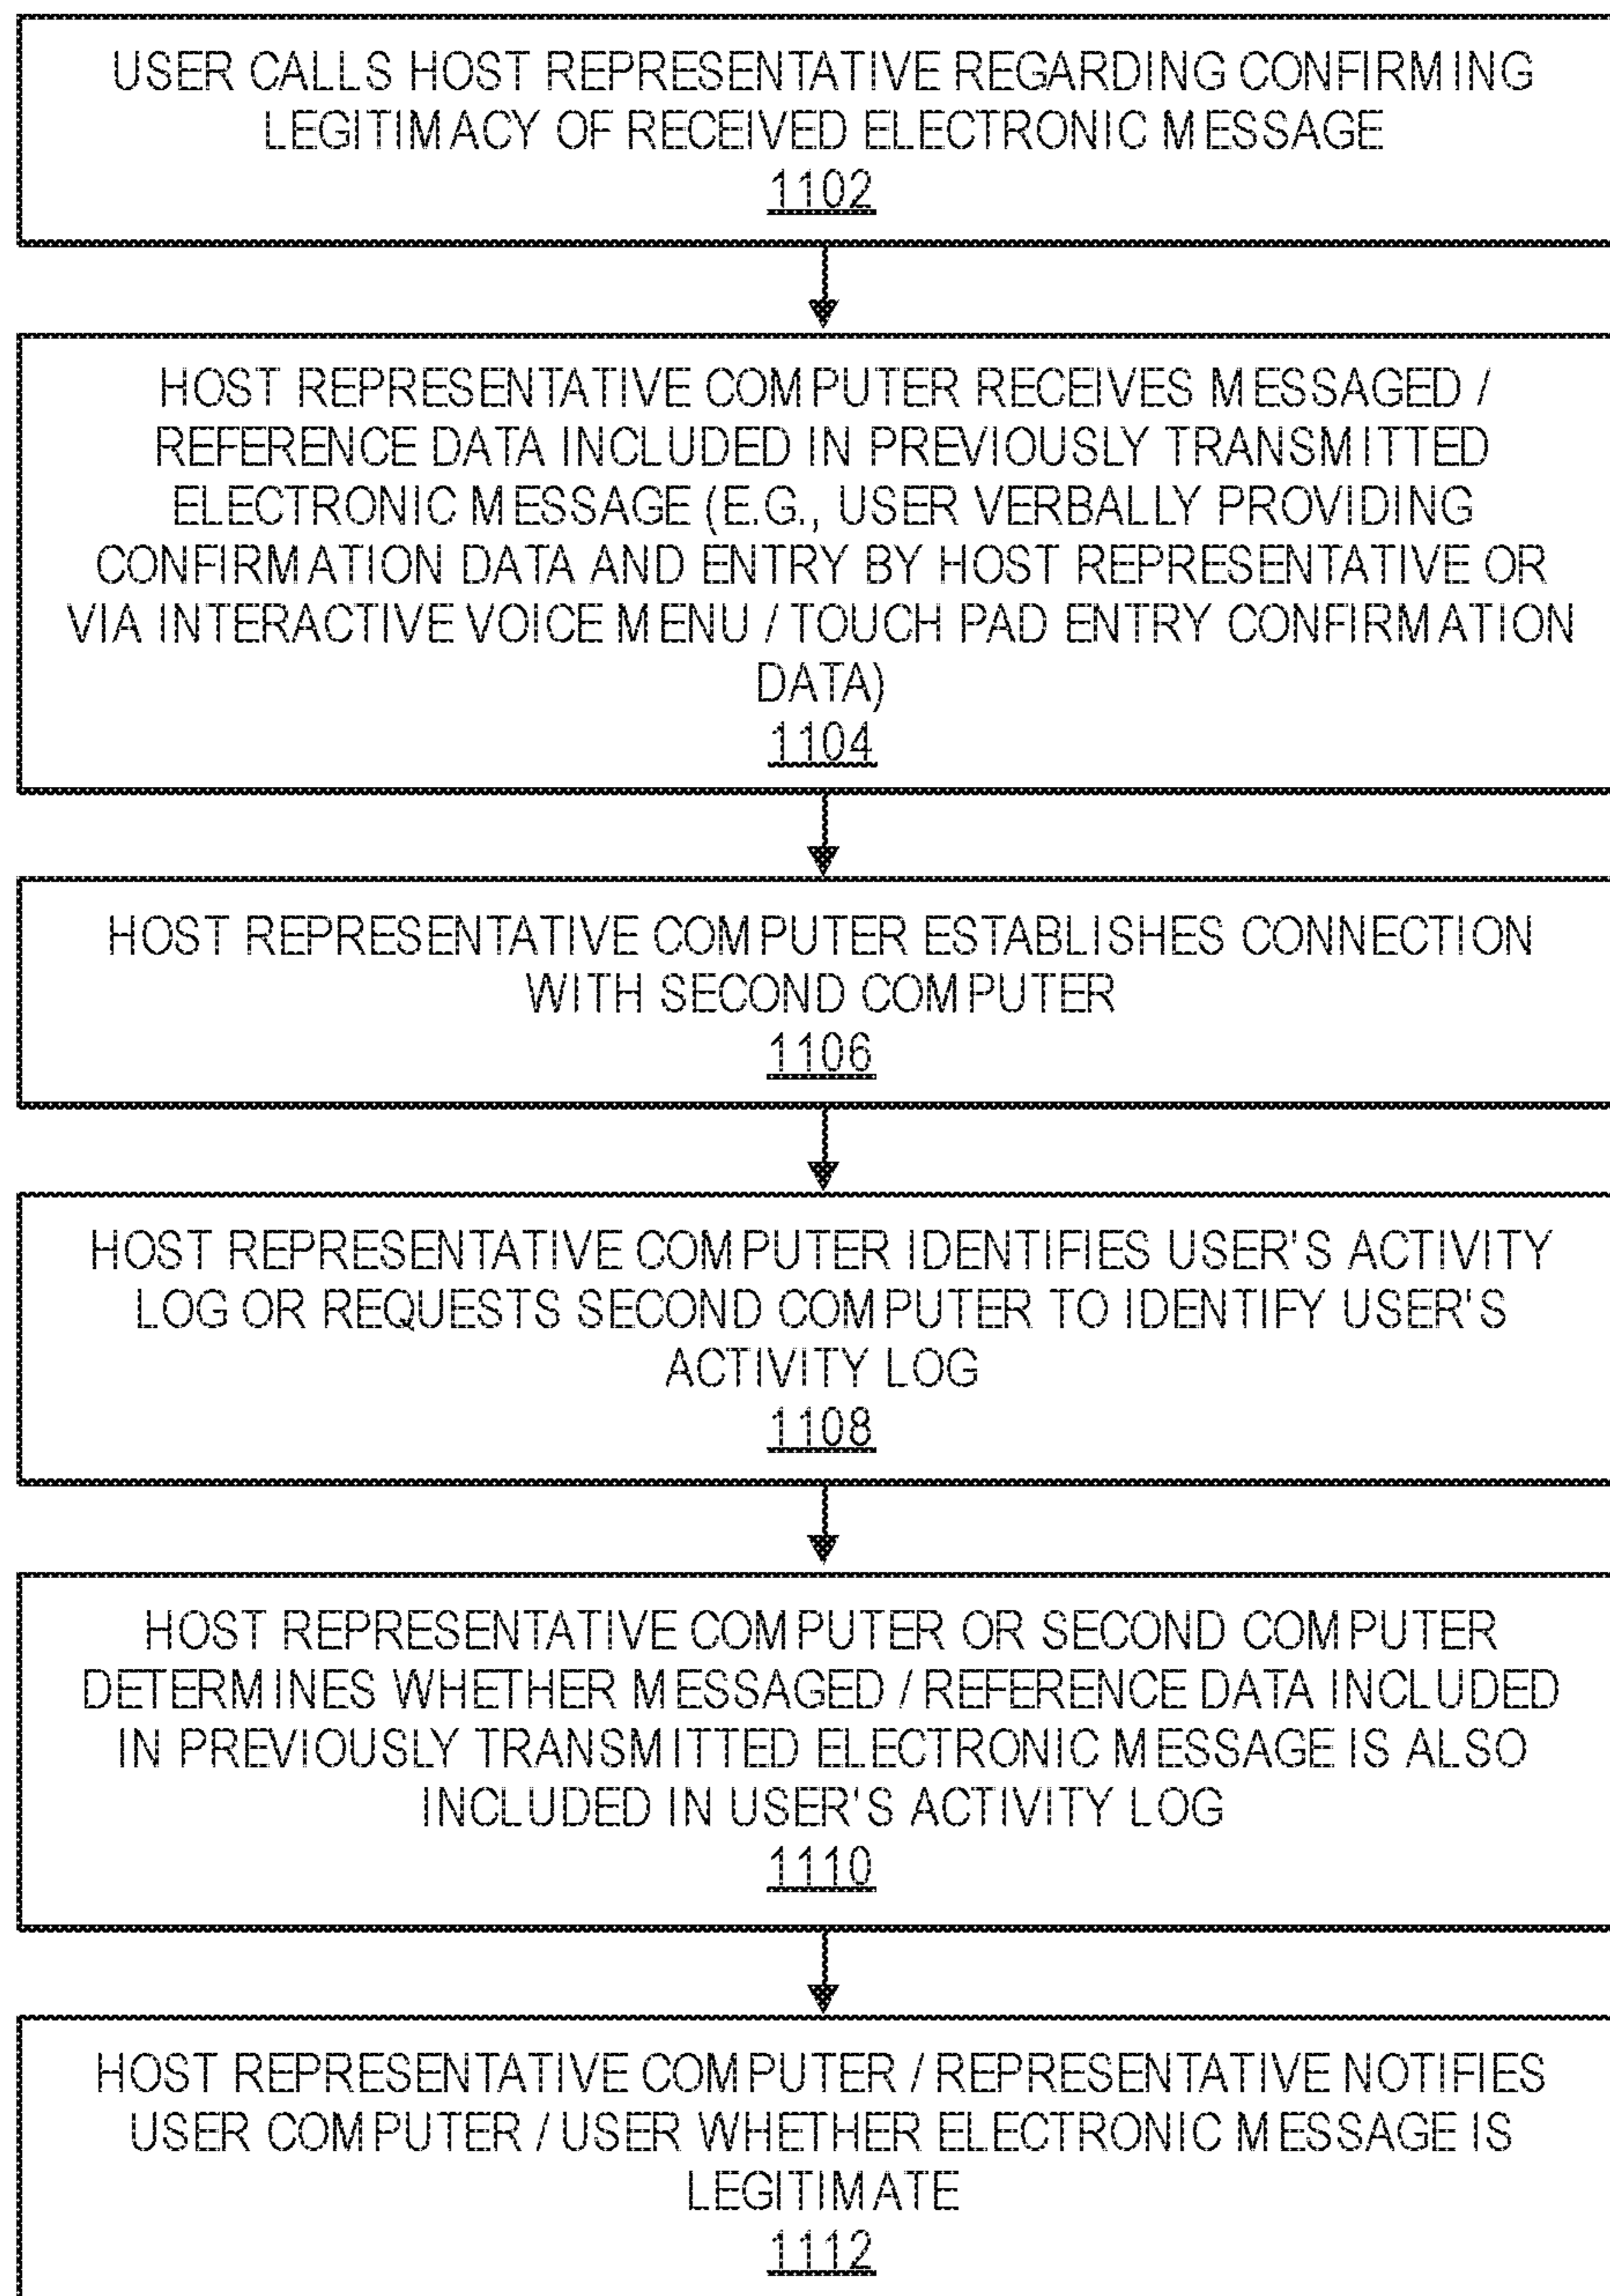 USER CALLS HOST REPRESENTATIVE REGARDING CONFIRMING
LEGITIMACY OF RECEIVED ELECTRONIC MESSAGE
1102
HOST REPRESENTATIVE COMPUTER RECEIVES MESSAGED /
REFERENCE DATA INCLUDED IN PREVIOUSLY TRANSMITTED
ELECTRONIC MESSAGE (E.G., USER VERBALLY PROVIDING
CONFIRMATION DATA AND ENTRY BY HOST REPRESENTATIVE OR
VIA INTERACTIVE VOICE MENU / TOUCH PAD ENTRY CONFIRMATION
DATA)
1104
HOST REPRESENTATIVE COMPUTER ESTABLISHES CONNECTION
WITH SECOND COMPUTER
1106
HOST REPRESENTATIVE COMPUTER IDENTIFIES USER'S ACTIVITY
LOG OR REQUESTS SECOND COMPUTER TO IDENTIFY USER'S
ACTIVITY LOG
1108
HOST REPRESENTATIVE COMPUTER OR SECOND COMPUTER
DETERMINES WHETHER MESSAGED / REFERENCE DATA INCLUDED
IN PREVIOUSLY TRANSMITTED ELECTRONIC MESSAGE IS ALSO
INCLUDED IN USER'S ACTIVITY LOG
1110
HOST REPRESENTATIVE COMPUTER / REPRESENTATIVE NOTIFIES
USER COMPUTER / USER WHETHER ELECTRONIC MESSAGE IS
LEGITIMATE
1112